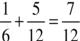 1/6 + 5/12 = 7/12